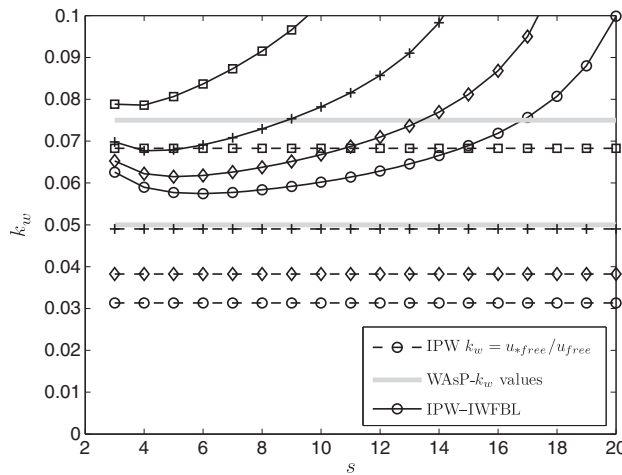 0.1
0.09
0.08
0.07
0.06
0.05
0.04
0.03
0.02
0.01
0
k_w
2 4 6 8 10 12 14 16 18 20
s
IPW k_w = u_{*free}/u_{free}
WAsP-k_w values
IPW–IWFBL